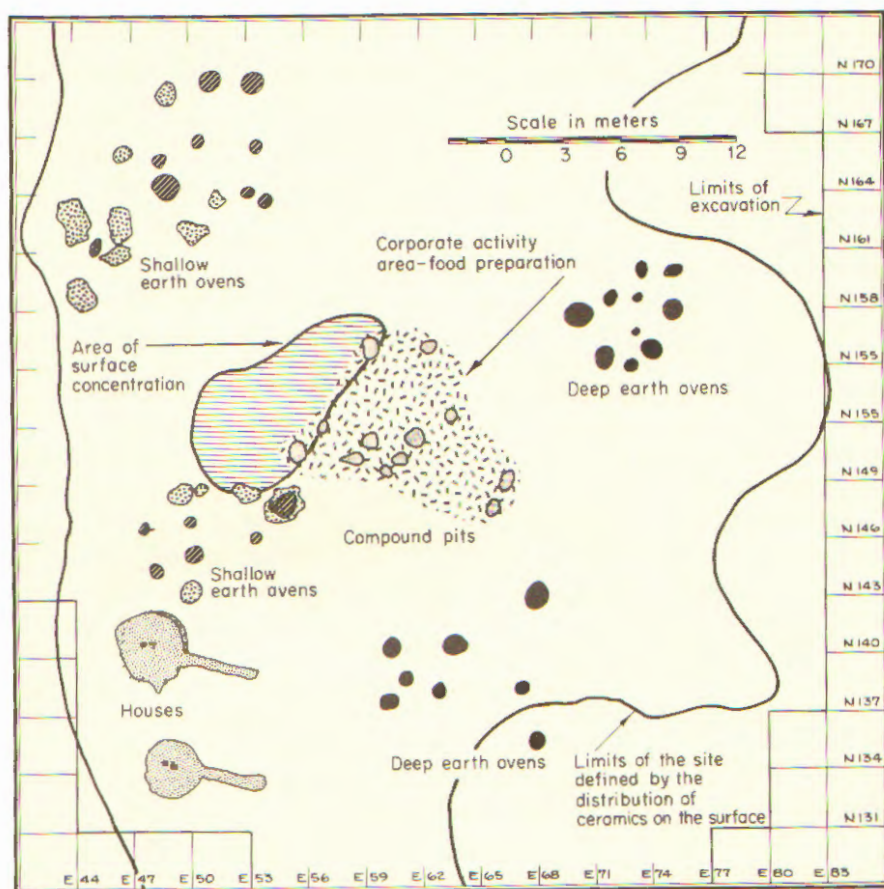 N 170
Scale in meters
N 167
0 3 6 9 12
N 164
Limits of
excavation
N 161
Corporate activity
area-food preparation
Shallow
earth ovens
N 158
Area of
surface
concentration
N 155
Deep earth ovens
N 155
N 149
Compound pits
N 146
Shallow
earth avens
N 143
N 140
Houses
N 137
Deep earth ovens
Limits of the site
defined by the
distribution of
ceramics on the surface
N 134
N 131
E 44 E 47 E 50 E 53 E 56 E 59 E 62 E 65 E 68 E 71 E 74 E 77 E 80 E 83